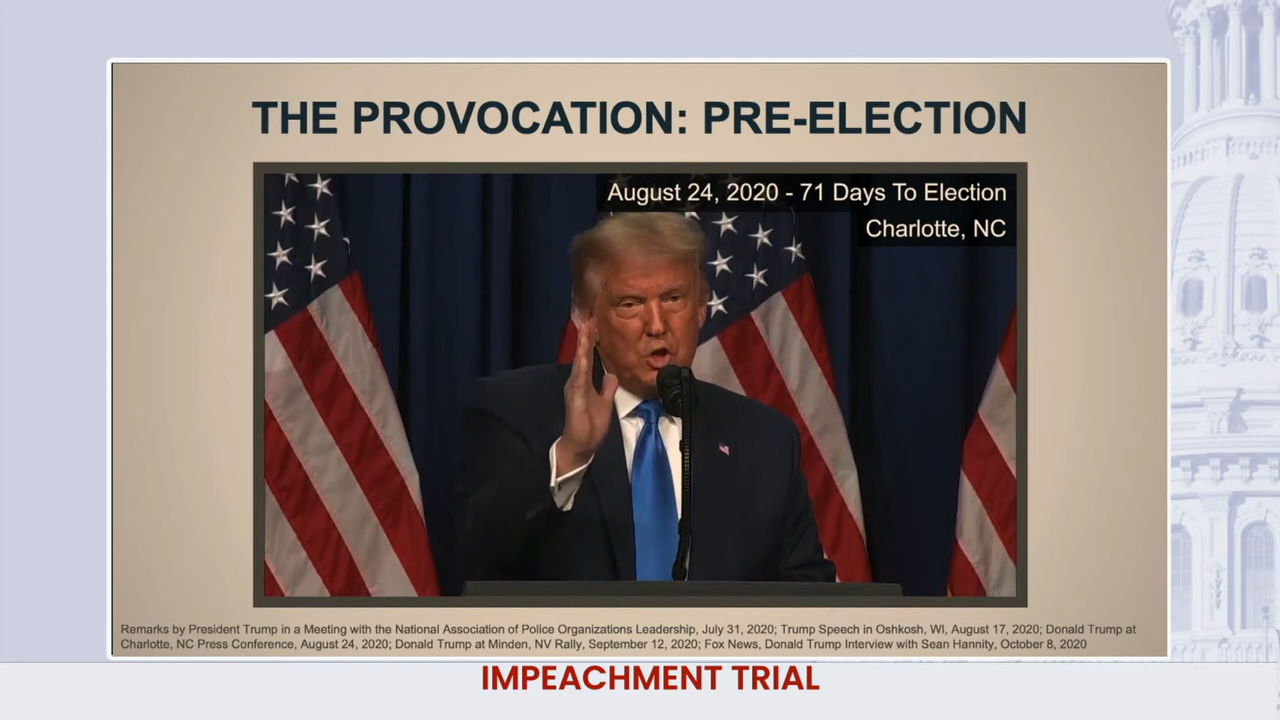 THE PROVOCATION: PRE-ELECTION
August 24, 2020 - 71 Days To Election
Charlotte, NC
Remarks by President Trump in a Meeting with the National Association of Police Organizations Leadership, July 31, 2020; Trump Speech in Oshkosh, WI, August 17, 2020; Donald Trump at
Charlotte, NC Press Conference, August 24, 2020; Donald Trump at Minden, NV Rally, September 12, 2020; Fox News, Donald Trump Interview with Sean Hannity, October 8, 2020
IMPEACHMENT TRIAL